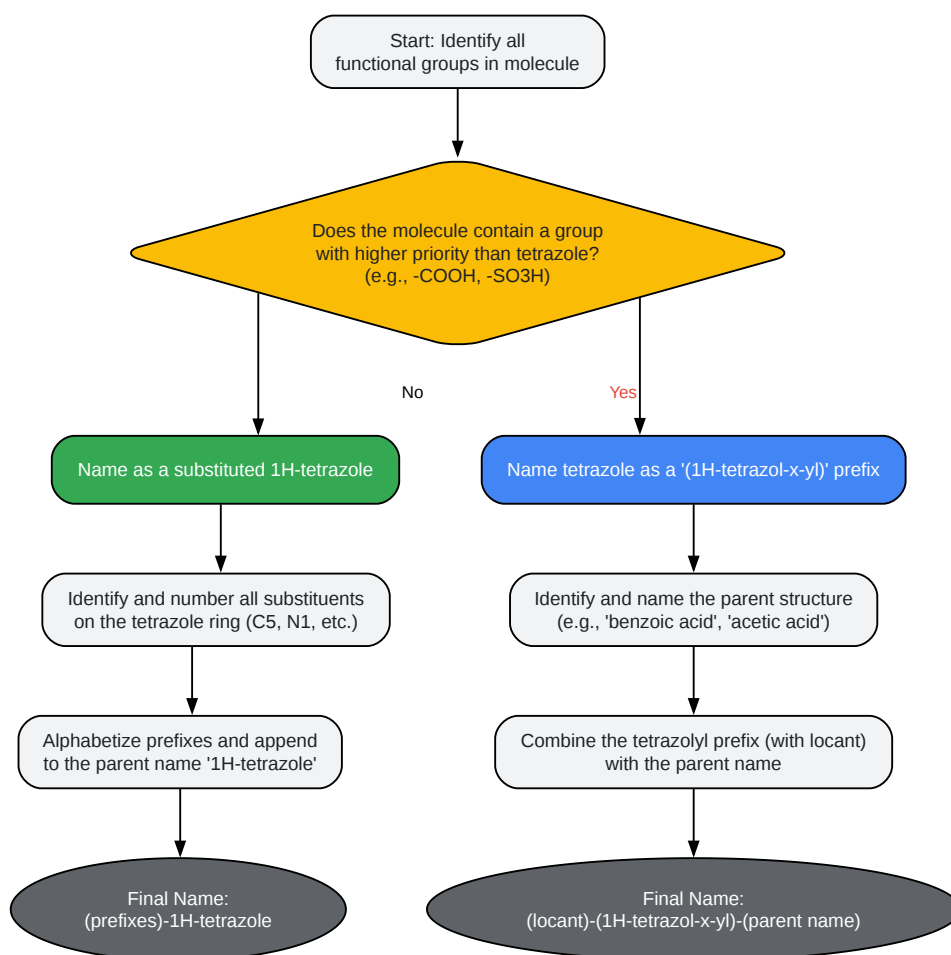 Start: Identify all
functional groups in molecule
Does the molecule contain a group
with higher priority than tetrazole?
(e.g., -COOH, -SO3H)
No
Yes
Name as a substituted 1H-tetrazole
Name tetrazole as a '(1H-tetrazol-x-yl)' prefix
Identify and number all substituents
on the tetrazole ring (C5, N1, etc.)
Identify and name the parent structure
(e.g., 'benzoic acid', 'acetic acid')
Alphabetize prefixes and append
to the parent name '1H-tetrazole'
Combine the tetrazolyl prefix (with locant)
with the parent name
Final Name:
(prefixes)-1H-tetrazole
Final Name:
(locant)-(1H-tetrazol-x-yl)-(parent name)